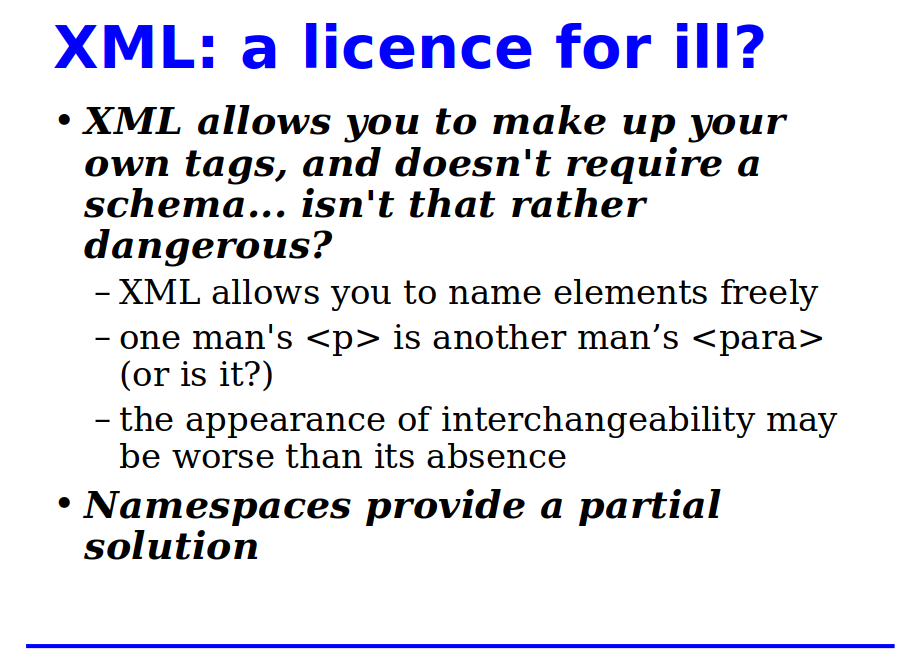 XML: a licence for ill?
• XML allows you to make up your
own tags, and doesn't require a
schema... isn't that rather
dangerous?
– XML allows you to name elements freely
– one man's <p> is another man’s <para>
(or is it?)
– the appearance of interchangeability may
be worse than its absence
• Namespaces provide a partial
solution